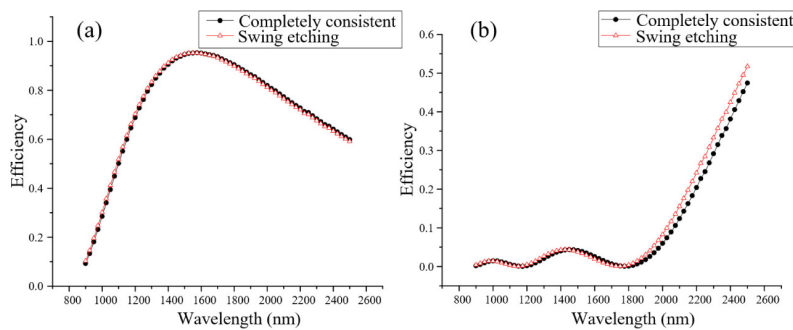 (a)
Completely consistent
Swing etching
Efficiency
1.0
0.8
0.6
0.4
0.2
0.0
800 1000 1200 1400 1600 1800 2000 2200 2400 2600
Wavelength (nm)
(b)
Completely consistent
Swing etching
Efficiency
0.6
0.5
0.4
0.3
0.2
0.1
0.0
800 1000 1200 1400 1600 1800 2000 2200 2400 2600
Wavelength (nm)